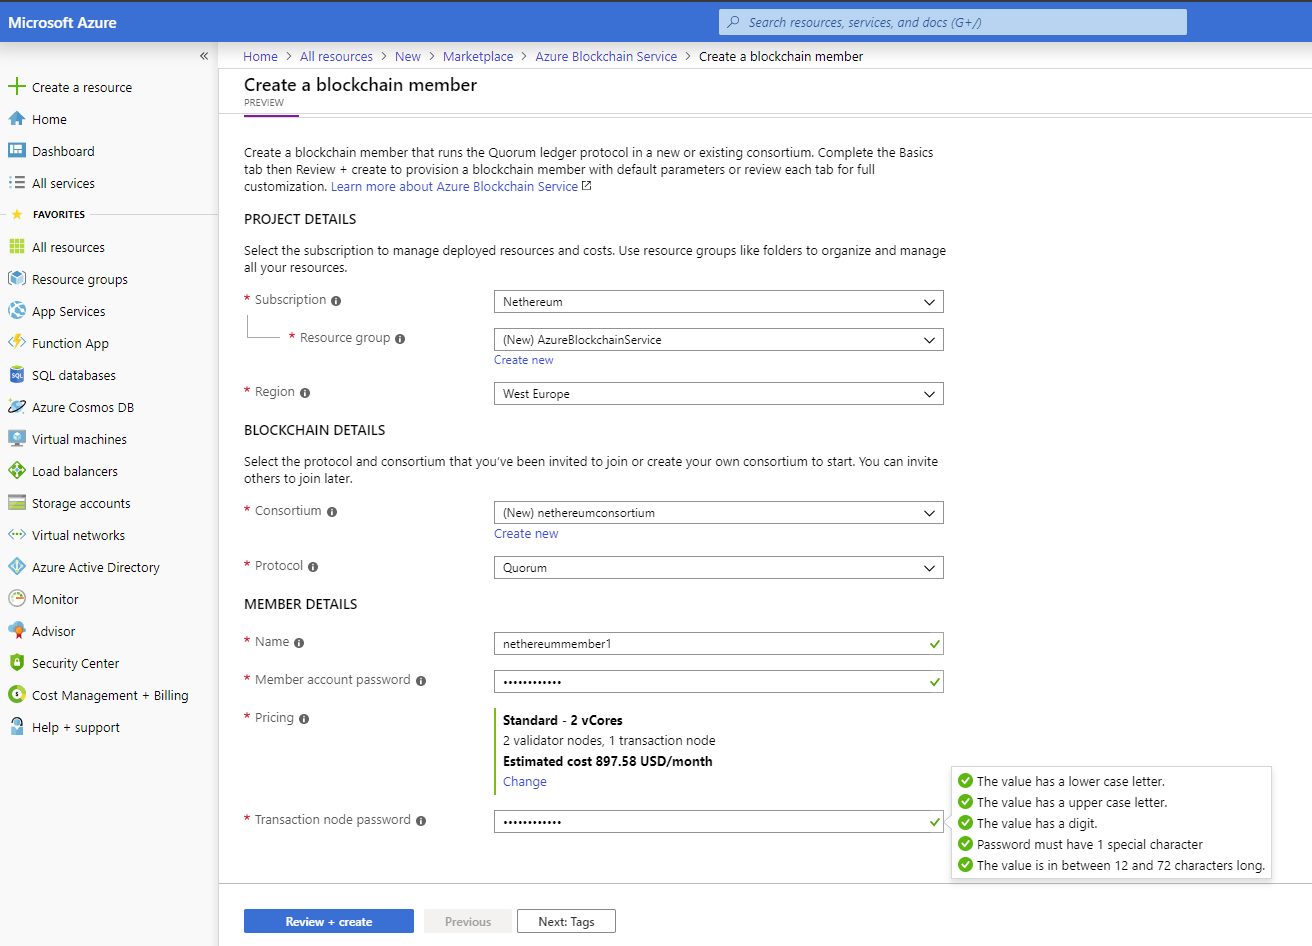 Microsoft Azure
Search resources, services, and docs (G+/)
«
Create a resource
Home
Dashboard
All services
FAVORITES
All resources
Resource groups
App Services
Function App
SQL databases
Azure Cosmos DB
Virtual machines
Load balancers
Storage accounts
Virtual networks
Azure Active Directory
Monitor
Advisor
Security Center
Cost Management + Billing
Help + support
Home > All resources > New > Marketplace > Azure Blockchain Service > Create a blockchain member
Create a blockchain member
PREVIEW
Create a blockchain member that runs the Quorum ledger protocol in a new or existing consortium. Complete the Basics
tab then Review + create to provision a blockchain member with default parameters or review each tab for full
customization. Learn more about Azure Blockchain Service
PROJECT DETAILS
Select the subscription to manage deployed resources and costs. Use resource groups like folders to organize and manage
all your resources.
* Subscription
Nethereum
* Resource group
(New) AzureBlockchainService
Create new
* Region
West Europe
BLOCKCHAIN DETAILS
Select the protocol and consortium that you've been invited to join or create your own consortium to start. You can invite
others to join later.
* Consortium
(New) nethereumconsortium
Create new
* Protocol
Quorum
MEMBER DETAILS
* Name
nethereummember1
* Member account password
••••••••••••
* Pricing
Standard - 2 vCores
2 validator nodes, 1 transaction node
Estimated cost 897.58 USD/month
Change
* Transaction node password
••••••••••••
The value has a lower case letter.
The value has a upper case letter.
The value has a digit.
Password must have 1 special character
The value is in between 12 and 72 characters long.
Review + create
Previous
Next: Tags